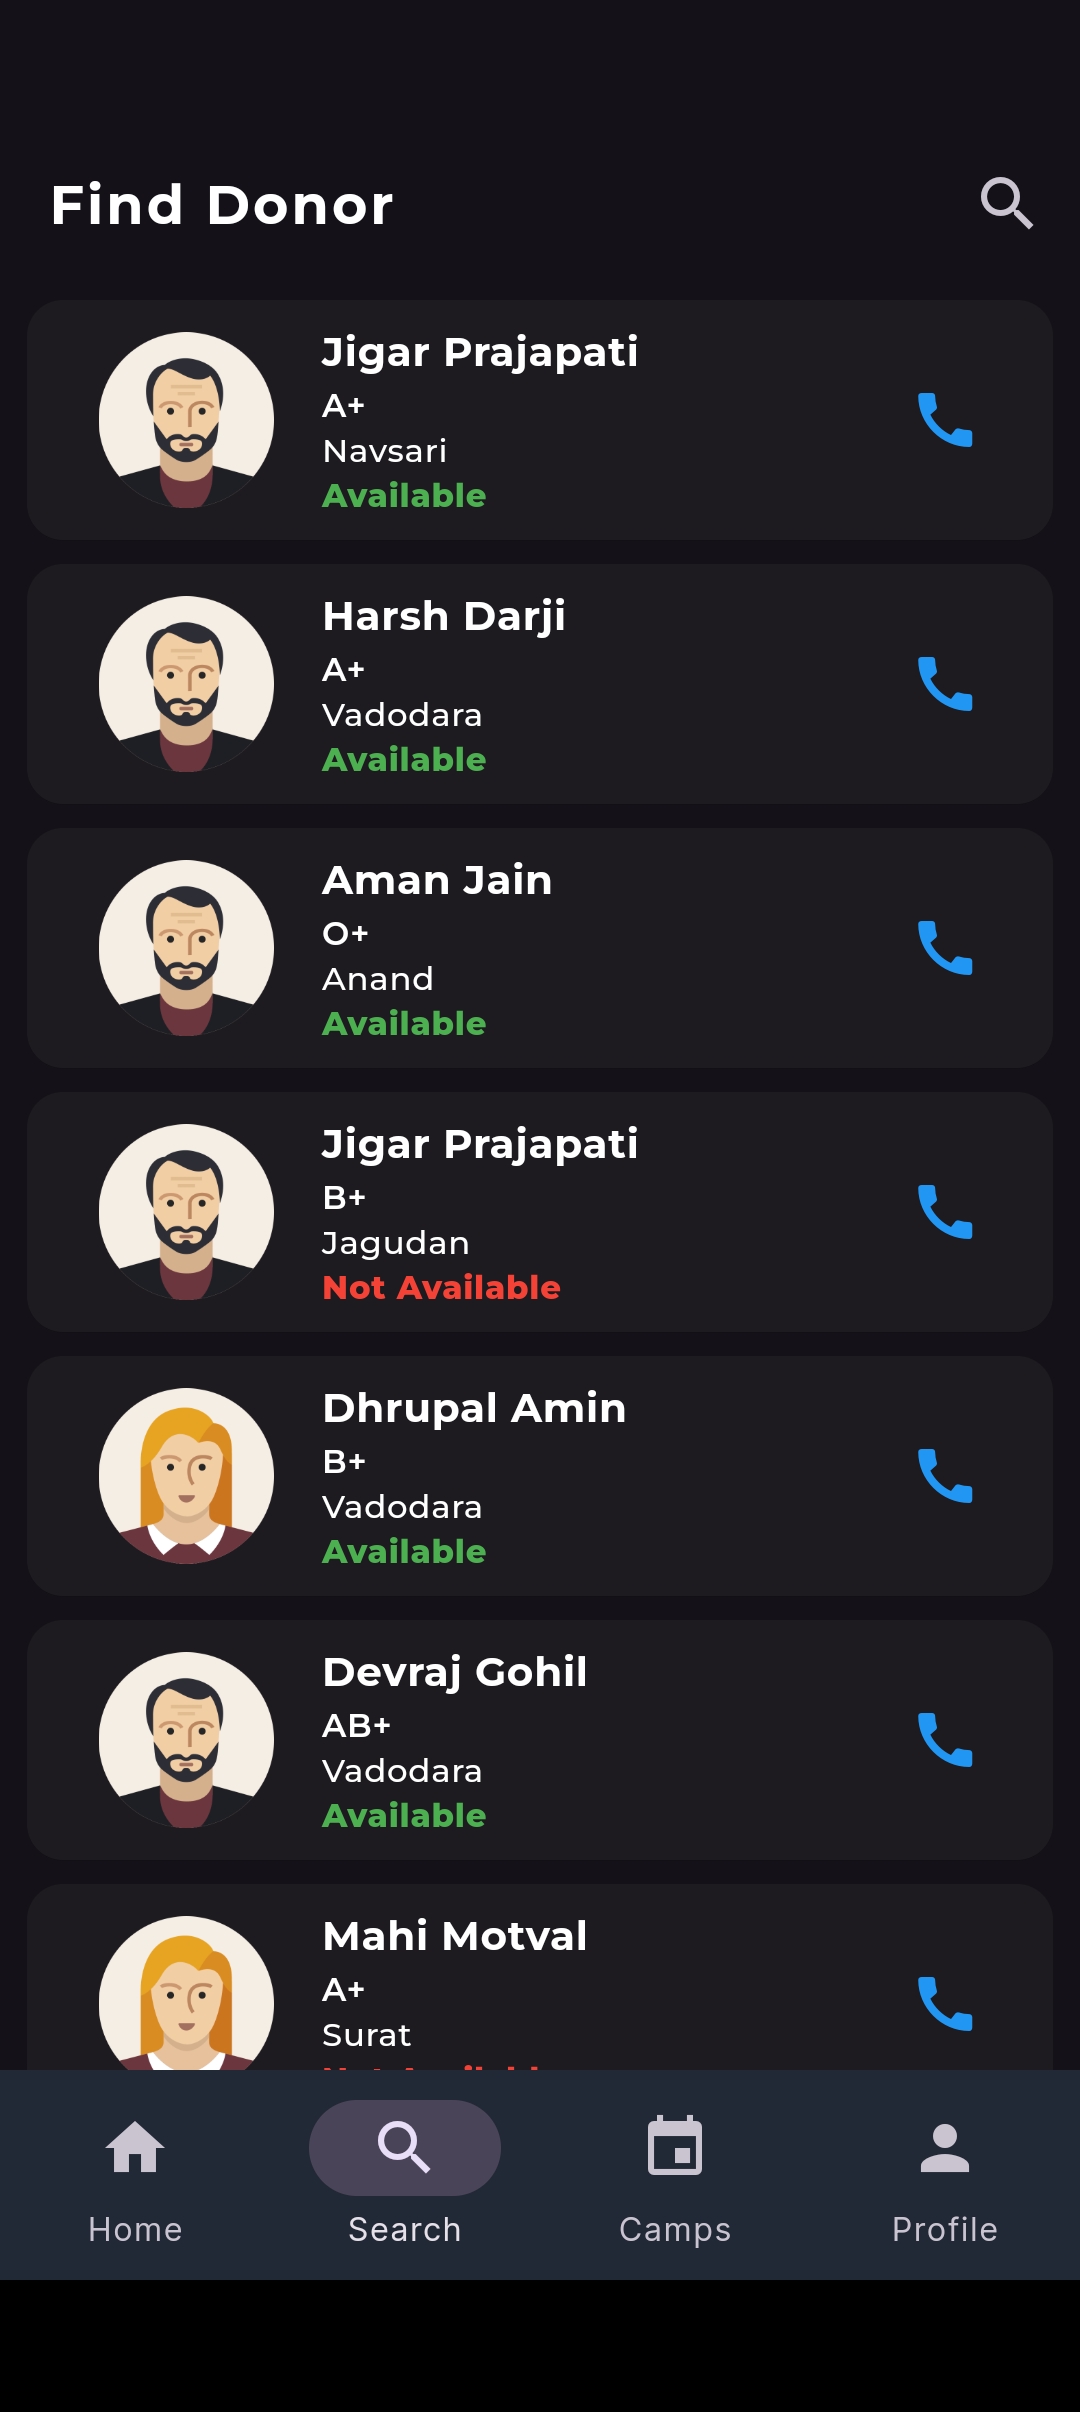 Find Donor
Jigar Prajapati
A+
Navsari
Available
Harsh Darji
A+
Vadodara
Available
Aman Jain
O+
Anand
Available
Jigar Prajapati
B+
Jagudan
Not Available
Dhrupal Amin
B+
Vadodara
Available
Devraj Gohil
AB+
Vadodara
Available
Mahi Motval
A+
Surat
Home
Search
Camps
Profile